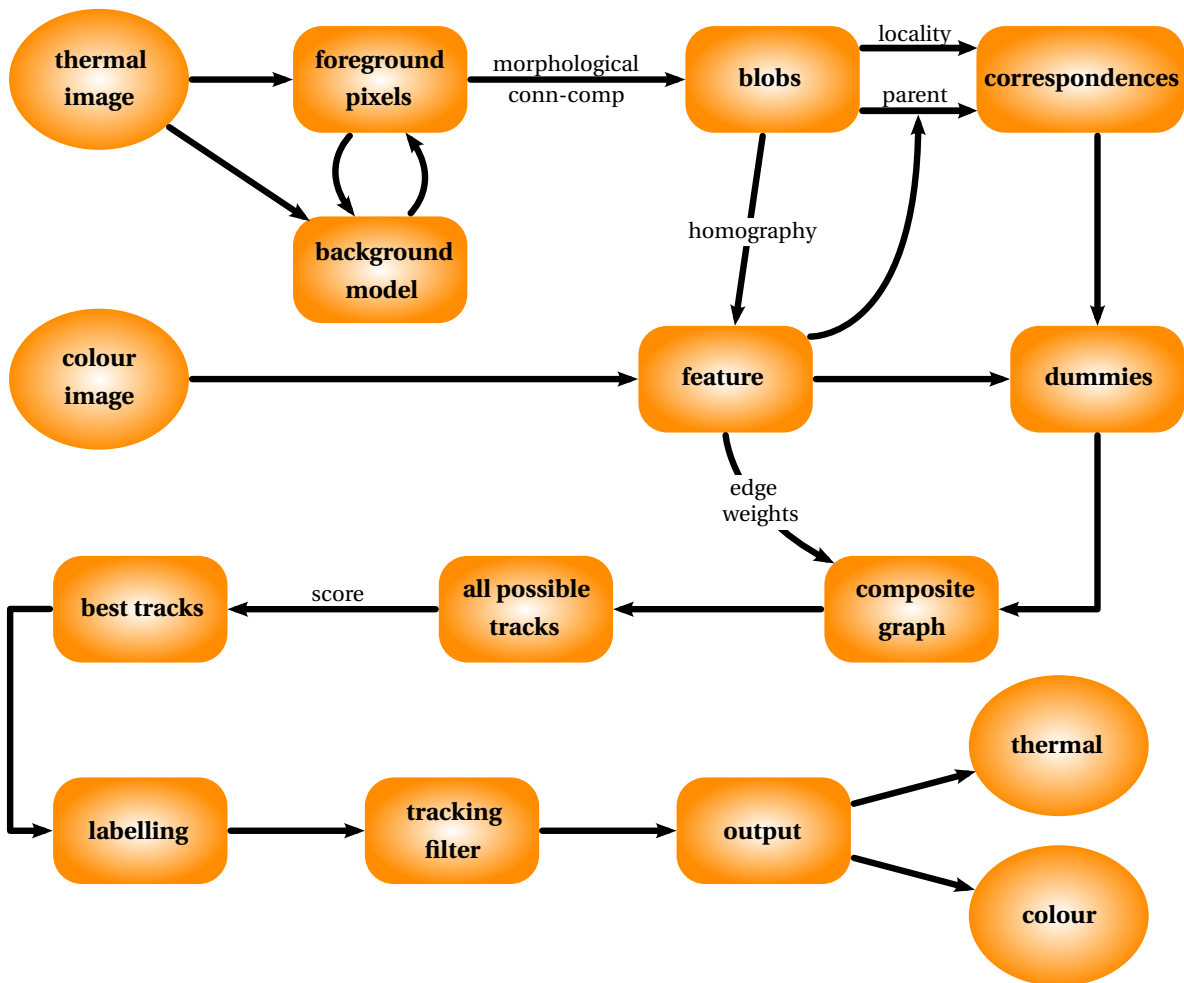 thermal
image
foreground
pixels
morphological
conn-comp
blobs
locality
parent
correspondences
background
model
homography
colour
image
feature
dummies
edge
weights
best tracks
score
all possible
tracks
composite
graph
thermal
labelling
tracking
filter
output
colour